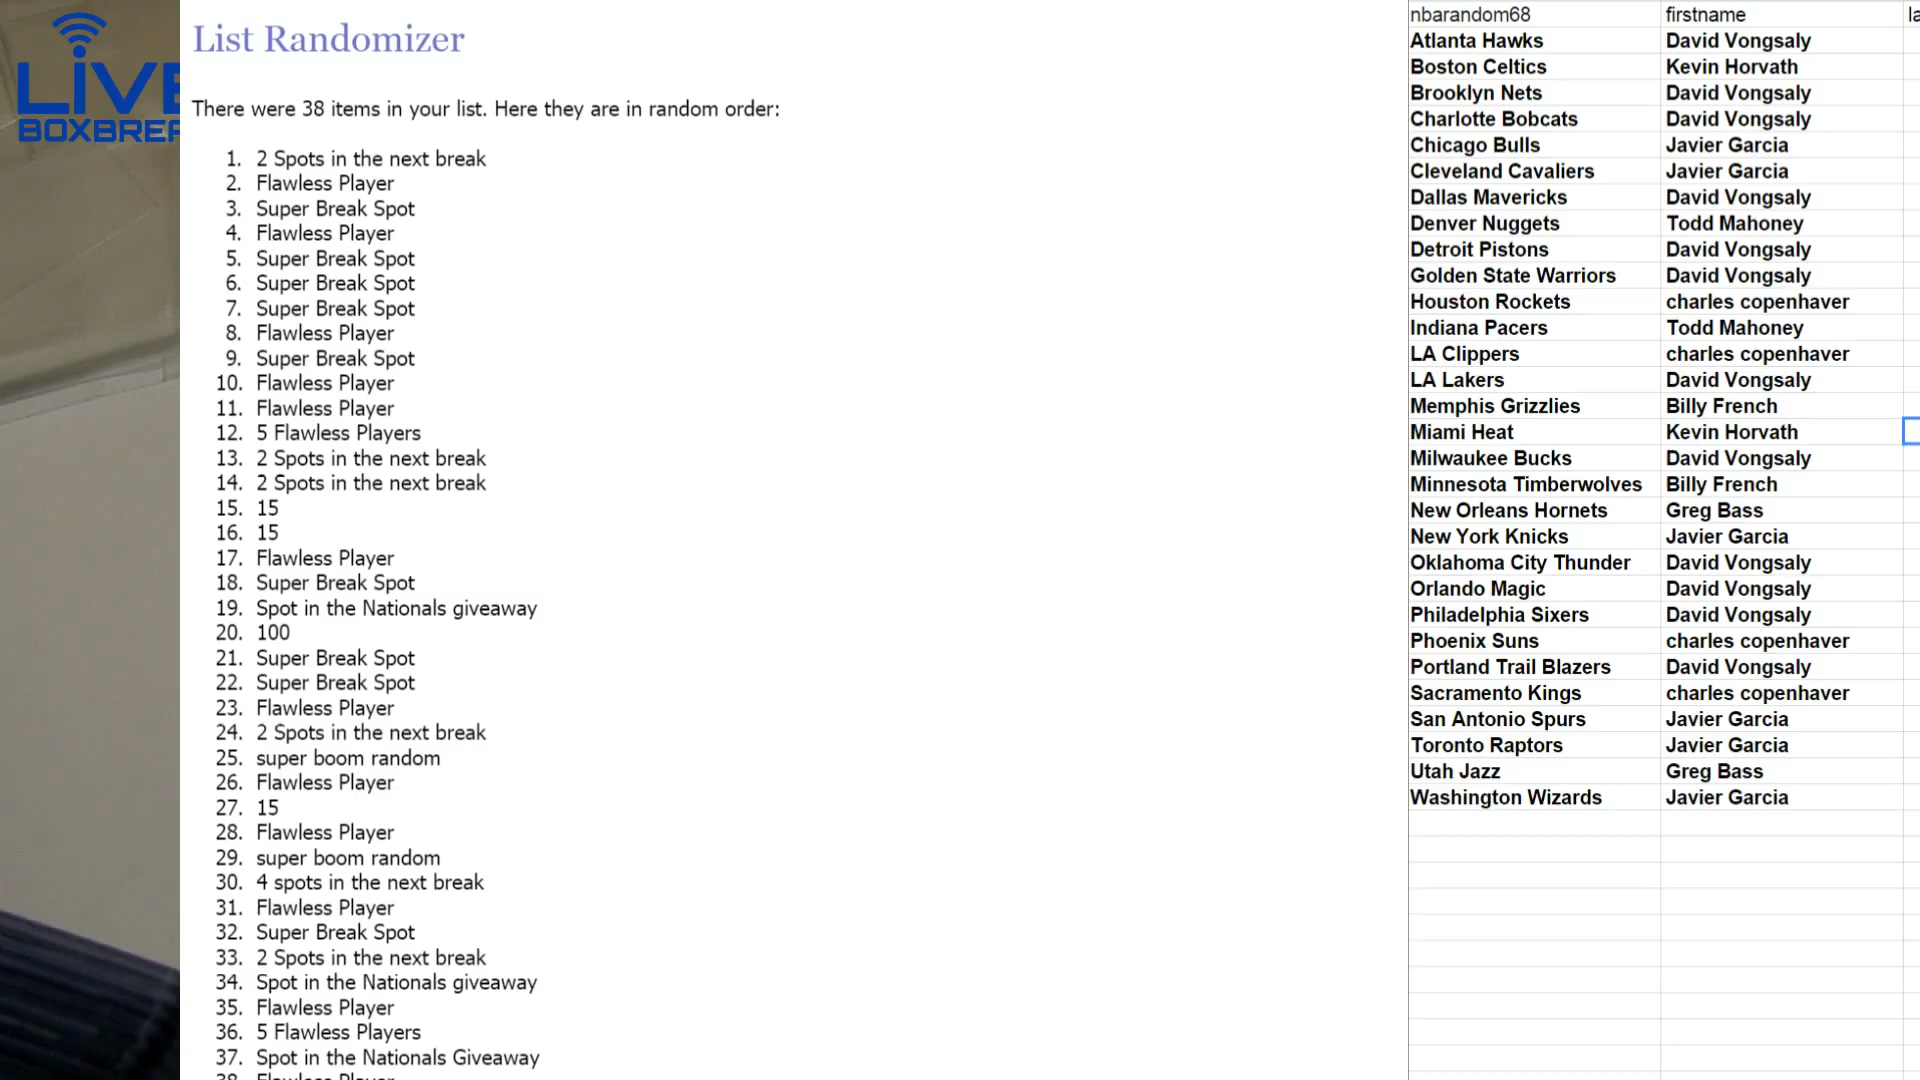 LiVE
BOXBREA
List Randomizer
There were 38 items in your list. Here they are in random order:
1. 2 Spots in the next break
2. Flawless Player
3. Super Break Spot
4. Flawless Player
5. Super Break Spot
6. Super Break Spot
7. Super Break Spot
8. Flawless Player
9. Super Break Spot
10. Flawless Player
11. Flawless Player
12. 5 Flawless Players
13. 2 Spots in the next break
14. 2 Spots in the next break
15. 15
16. 15
17. Flawless Player
18. Super Break Spot
19. Spot in the Nationals giveaway
20. 100
21. Super Break Spot
22. Super Break Spot
23. Flawless Player
24. 2 Spots in the next break
25. super boom random
26. Flawless Player
27. 15
28. Flawless Player
29. super boom random
30. 4 spots in the next break
31. Flawless Player
32. Super Break Spot
33. 2 Spots in the next break
34. Spot in the Nationals giveaway
35. Flawless Player
36. 5 Flawless Players
37. Spot in the Nationals Giveaway
38. Flawless Player
nbarandom68 firstname la
Atlanta Hawks David Vongsaly
Boston Celtics Kevin Horvath
Brooklyn Nets David Vongsaly
Charlotte Bobcats David Vongsaly
Chicago Bulls Javier Garcia
Cleveland Cavaliers Javier Garcia
Dallas Mavericks David Vongsaly
Denver Nuggets Todd Mahoney
Detroit Pistons David Vongsaly
Golden State Warriors David Vongsaly
Houston Rockets charles copenhaver
Indiana Pacers Todd Mahoney
LA Clippers charles copenhaver
LA Lakers David Vongsaly
Memphis Grizzlies Billy French
Miami Heat Kevin Horvath
Milwaukee Bucks David Vongsaly
Minnesota Timberwolves Billy French
New Orleans Hornets Greg Bass
New York Knicks Javier Garcia
Oklahoma City Thunder David Vongsaly
Orlando Magic David Vongsaly
Philadelphia Sixers David Vongsaly
Phoenix Suns charles copenhaver
Portland Trail Blazers David Vongsaly
Sacramento Kings charles copenhaver
San Antonio Spurs Javier Garcia
Toronto Raptors Javier Garcia
Utah Jazz Greg Bass
Washington Wizards Javier Garcia